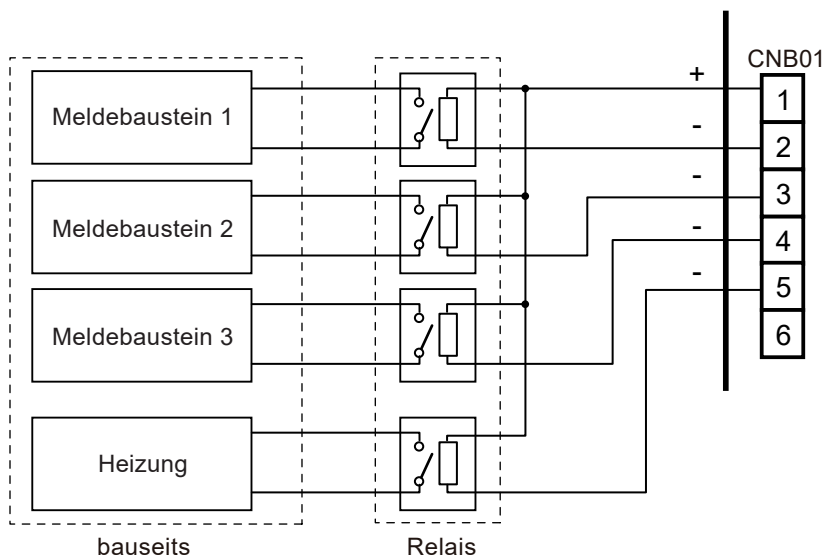 CNB01
+
1
Meldebaustein 1
-
2
-
3
Meldebaustein 2
-
4
-
5
Meldebaustein 3
6
Heizung
bauseits
Relais